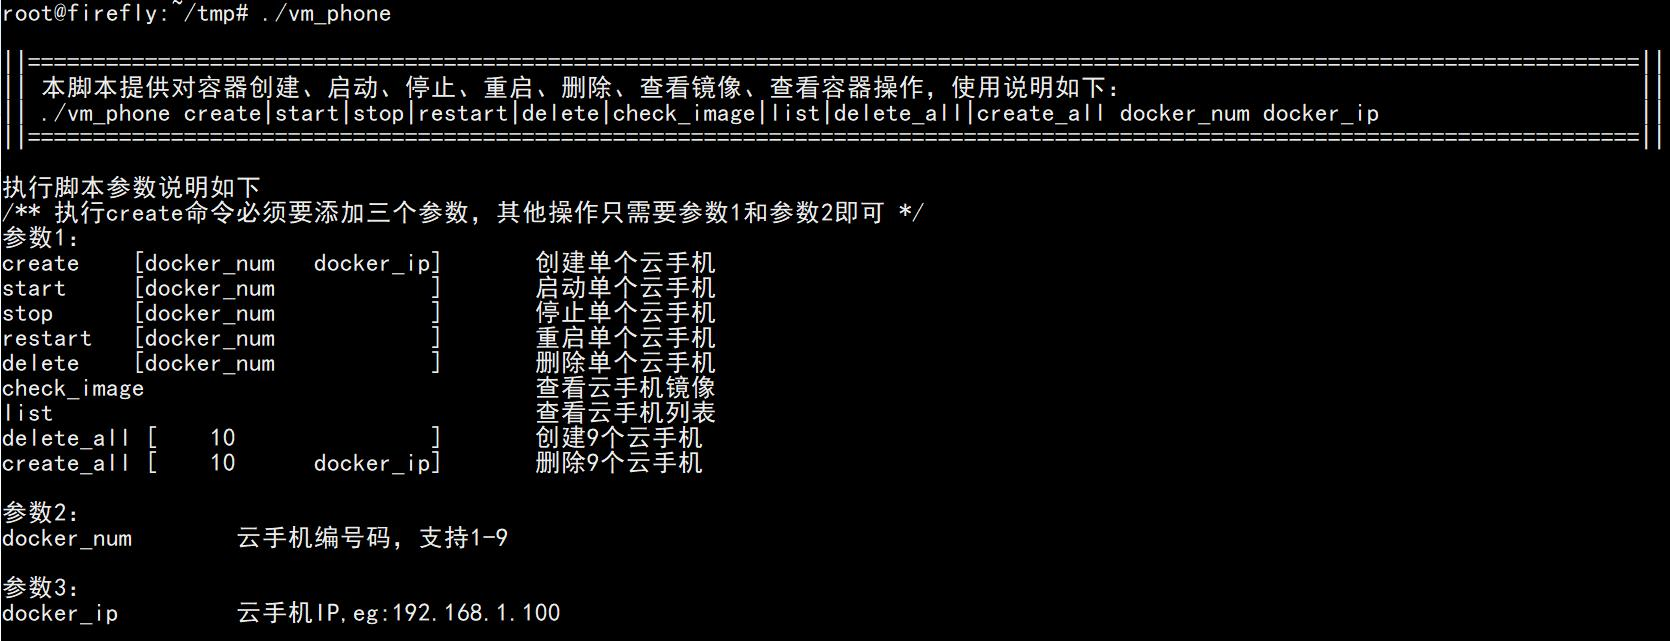 root@firefly:~/tmp# ./vm_phone
||============================================================================================================================||
|| 本脚本提供对容器创建、启动、停止、重启、删除、查看镜像、查看容器操作，使用说明如下： ||
|| ./vm_phone create|start|stop|restart|delete|check_image|list|delete_all|create_all docker_num docker_ip ||
||============================================================================================================================||
执行脚本参数说明如下
/** 执行create命令必须要添加三个参数，其他操作只需要参数1和参数2即可 */
参数1：
create [docker_num docker_ip] 创建单个云手机
start [docker_num ] 启动单个云手机
stop [docker_num ] 停止单个云手机
restart [docker_num ] 重启单个云手机
delete [docker_num ] 删除单个云手机
check_image 查看云手机镜像
list 查看云手机列表
delete_all [ 10 ] 创建9个云手机
create_all [ 10 docker_ip] 删除9个云手机
参数2：
docker_num 云手机编号码，支持1-9
参数3：
docker_ip 云手机IP,eg:192.168.1.100